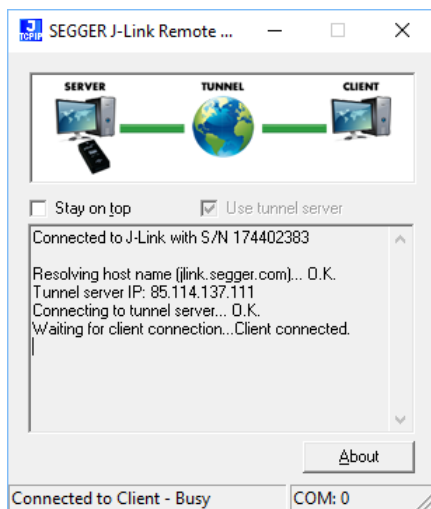 J-Link
TCPIP
SEGGER J-Link Remote ...
SERVER
TUNNEL
CLIENT
Stay on top
Use tunnel server
Connected to J-Link with S/N 174402383
Resolving host name (jlink.segger.com)... O.K.
Tunnel server IP: 85.114.137.111
Connecting to tunnel server... O.K.
Waiting for client connection...Client connected.
About
Connected to Client - Busy
COM: 0